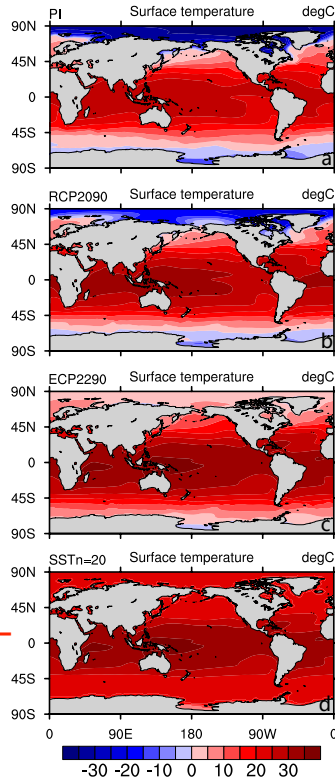 90N PI Surface temperature degC
45N
0
45S
90S
a
RCP2090 Surface temperature degC
90N
45N
0
45S
90S
b
ECP2290 Surface temperature degC
90N
45N
0
45S
90S
c
SSTn=20 Surface temperature degC
90N
45N
0
45S
90S
d
0 90E 180 90W 0
-30 -20 -10 0 10 20 30